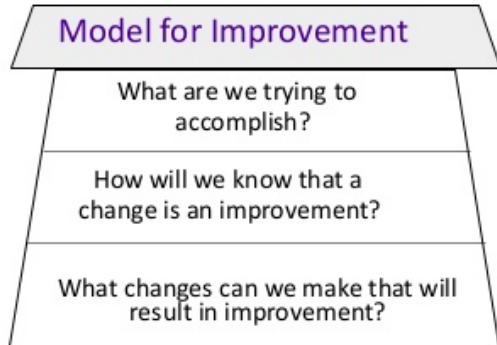 Model for Improvement
What are we trying to
accomplish?
How will we know that a
change is an improvement?
What changes can we make that will
result in improvement?